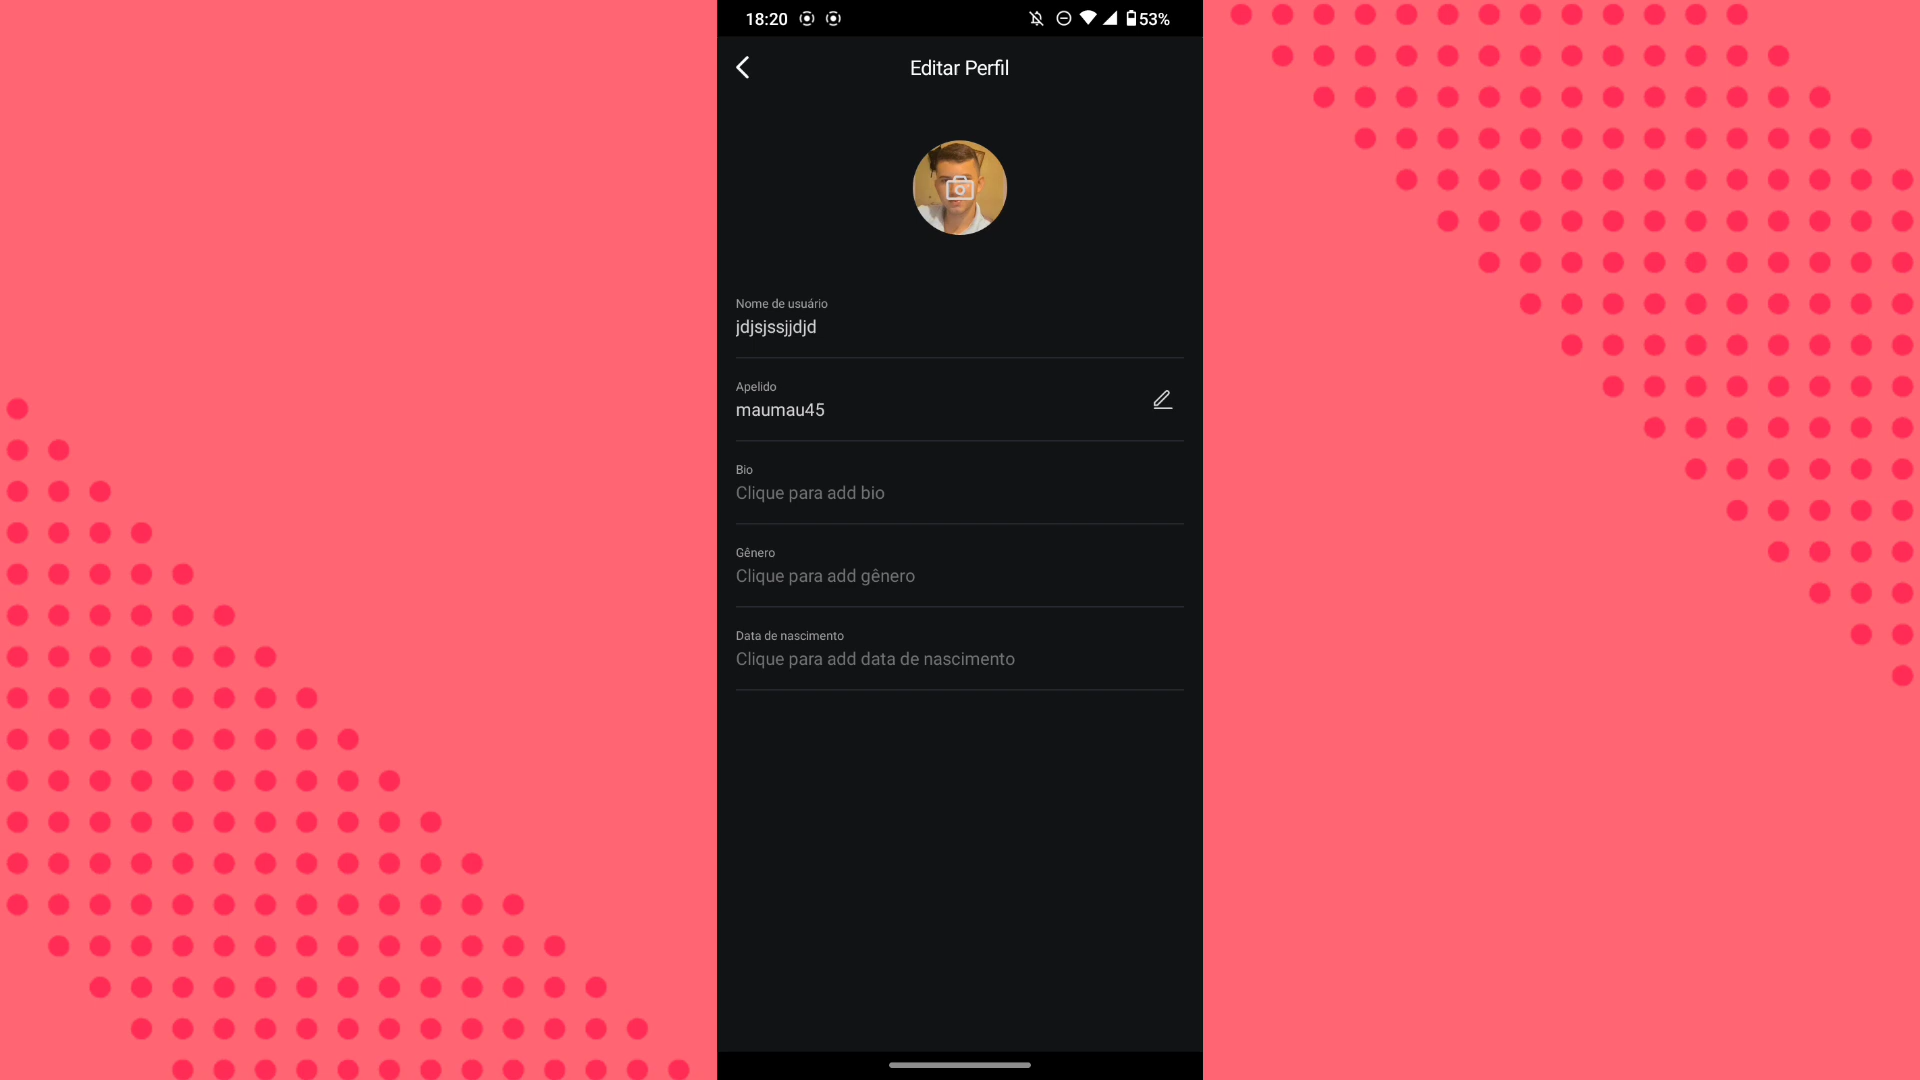 18:20
53%
Editar Perfil
Nome de usuário
jdjsjssjjdjd
Apelido
maumau45
Bio
Clique para add bio
Gênero
Clique para add gênero
Data de nascimento
Clique para add data de nascimento